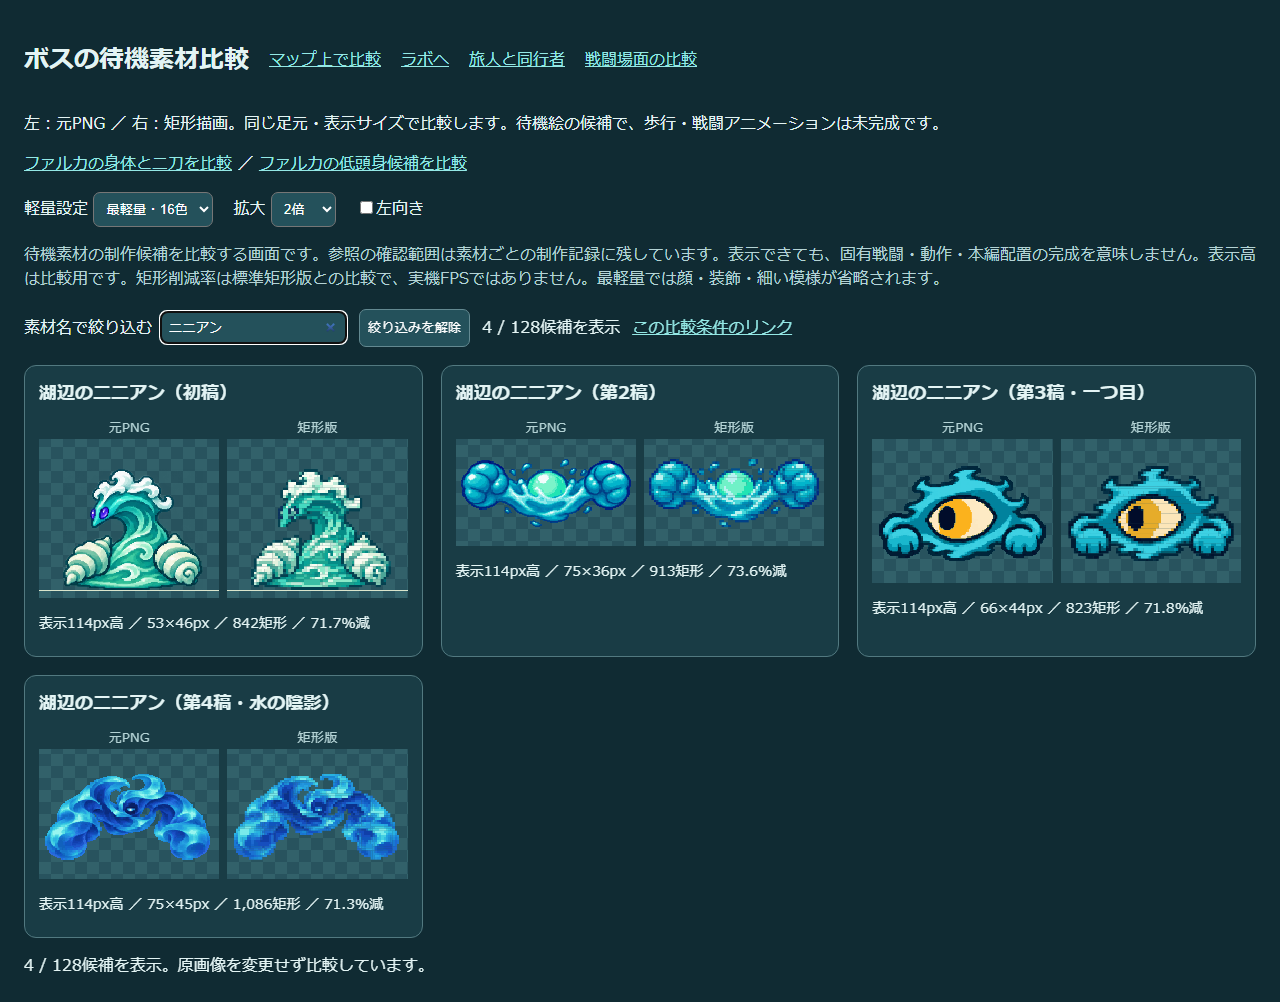 ボスの待機素材比較 マップ上で比較 ラボへ 旅人と同行者 戦闘場面の比較
左：元PNG ／ 右：矩形描画。同じ足元・表示サイズで比較します。待機絵の候補で、歩行・戦闘アニメーションは未完成です。
ファルカの身体と二刀を比較 ／ ファルカの低頭身候補を比較
軽量設定 最軽量・16色 拡大 2倍 左向き
待機素材の制作候補を比較する画面です。参照の確認範囲は素材ごとの制作記録に残しています。表示できても、固有戦闘・動作・本編配置の完成を意味しません。表示高
は比較用です。矩形削減率は標準矩形版との比較で、実機FPSではありません。最軽量では顔・装飾・細い模様が省略されます。
素材名で絞り込む ニニアン 絞り込みを解除 4 / 128候補を表示 この比較条件のリンク
湖辺のニニアン（初稿）
元PNG 矩形版
表示114px高 ／ 53×46px ／ 842矩形 ／ 71.7%減
湖辺のニニアン（第2稿）
元PNG 矩形版
表示114px高 ／ 75×36px ／ 913矩形 ／ 73.6%減
湖辺のニニアン（第3稿・一つ目）
元PNG 矩形版
表示114px高 ／ 66×44px ／ 823矩形 ／ 71.8%減
湖辺のニニアン（第4稿・水の陰影）
元PNG 矩形版
表示114px高 ／ 75×45px ／ 1,086矩形 ／ 71.3%減
4 / 128候補を表示。原画像を変更せず比較しています。